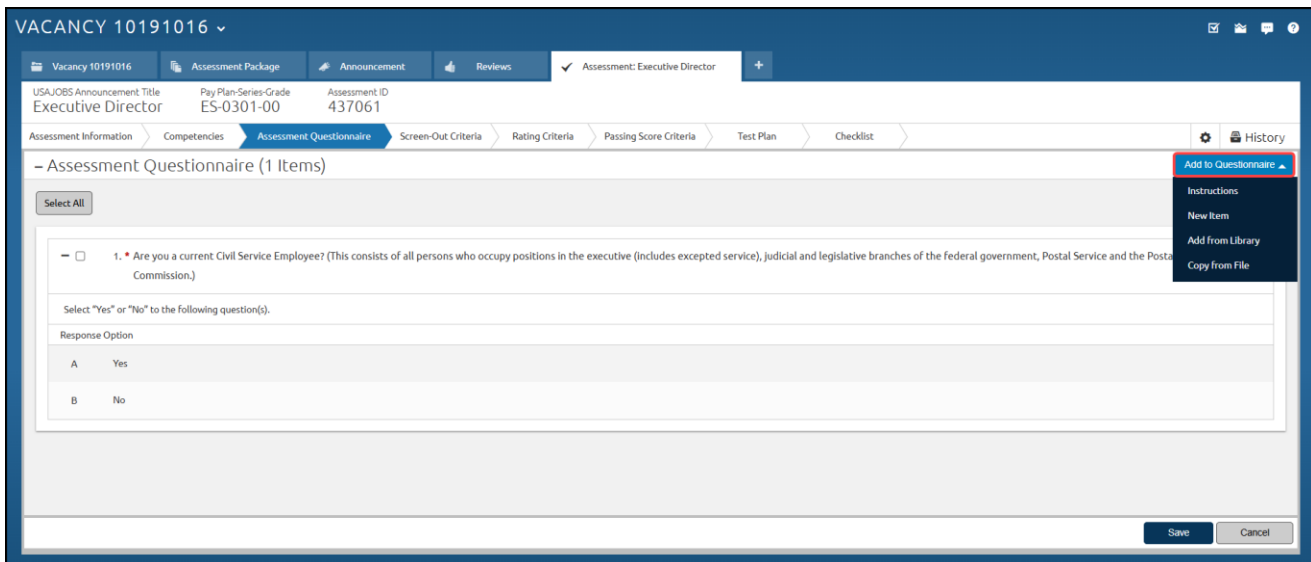 VACANCY 10191016
Vacancy 10191016
Assessment Package
Announcement
Reviews
Assessment: Executive Director
+
USAJOBS Announcement Title
Pay Plan-Series-Grade
Assessment ID
Executive Director
ES-0301-00
437061
Assessment Information
Competencies
Assessment Questionnaire
Screen-Out Criteria
Rating Criteria
Passing Score Criteria
Test Plan
Checklist
History
– Assessment Questionnaire (1 Items)
Add to Questionnaire
Instructions
New Item
Add from Library
Copy from File
Select All
1. * Are you a current Civil Service Employee? (This consists of all persons who occupy positions in the executive (includes excepted service), judicial and legislative branches of the federal government, Postal Service and the Posta
Commission.)
Select "Yes" or "No" to the following question(s).
Response Option
A Yes
B No
Save
Cancel